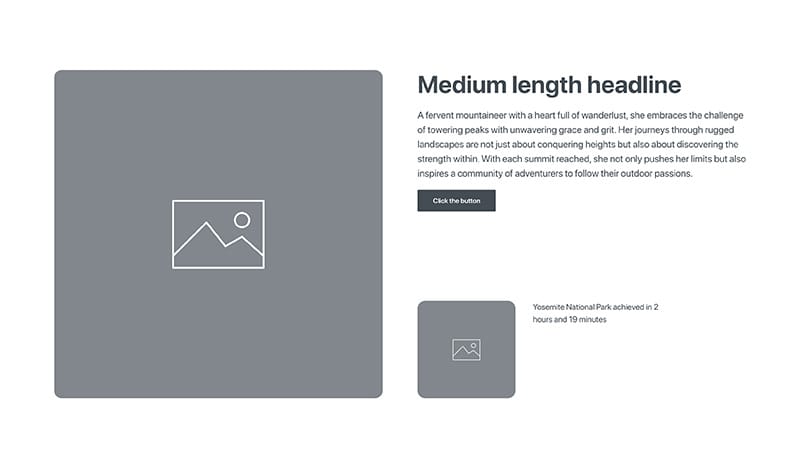 Medium length headline
A fervent mountaineer with a heart full of wanderlust, she embraces the challenge
of towering peaks with unwavering grace and grit. Her journeys through rugged
landscapes are not just about conquering heights but also about discovering the
strength within. With each summit reached, she not only pushes her limits but also
inspires a community of adventurers to follow their outdoor passions.
Click the button
Yosemite National Park achieved in 2
hours and 19 minutes